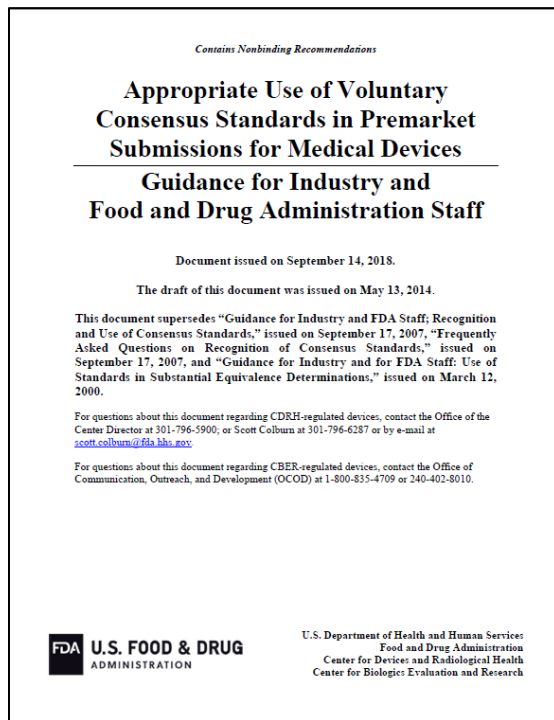 Contains Nonbinding Recommendations
Appropriate Use of Voluntary
Consensus Standards in Premarket
Submissions for Medical Devices
Guidance for Industry and
Food and Drug Administration Staff
Document issued on September 14, 2018.
The draft of this document was issued on May 13, 2014.
This document supersedes “Guidance for Industry and FDA Staff; Recognition
and Use of Consensus Standards,” issued on September 17, 2007, “Frequently
Asked Questions on Recognition of Consensus Standards,” issued on
September 17, 2007, and “Guidance for Industry and for FDA Staff: Use of
Standards in Substantial Equivalence Determinations,” issued on March 12,
2000.
For questions about this document regarding CDRH-regulated devices, contact the Office of the
Center Director at 301-796-5900; or Scott Colburn at 301-796-6287 or by e-mail at
scott.colburn@fda.hhs.gov.
For questions about this document regarding CBER-regulated devices, contact the Office of
Communication, Outreach, and Development (OCOD) at 1-800-835-4709 or 240-402-8010.
FDA U.S. FOOD & DRUG
ADMINISTRATION
U.S. Department of Health and Human Services
Food and Drug Administration
Center for Devices and Radiological Health
Center for Biologics Evaluation and Research